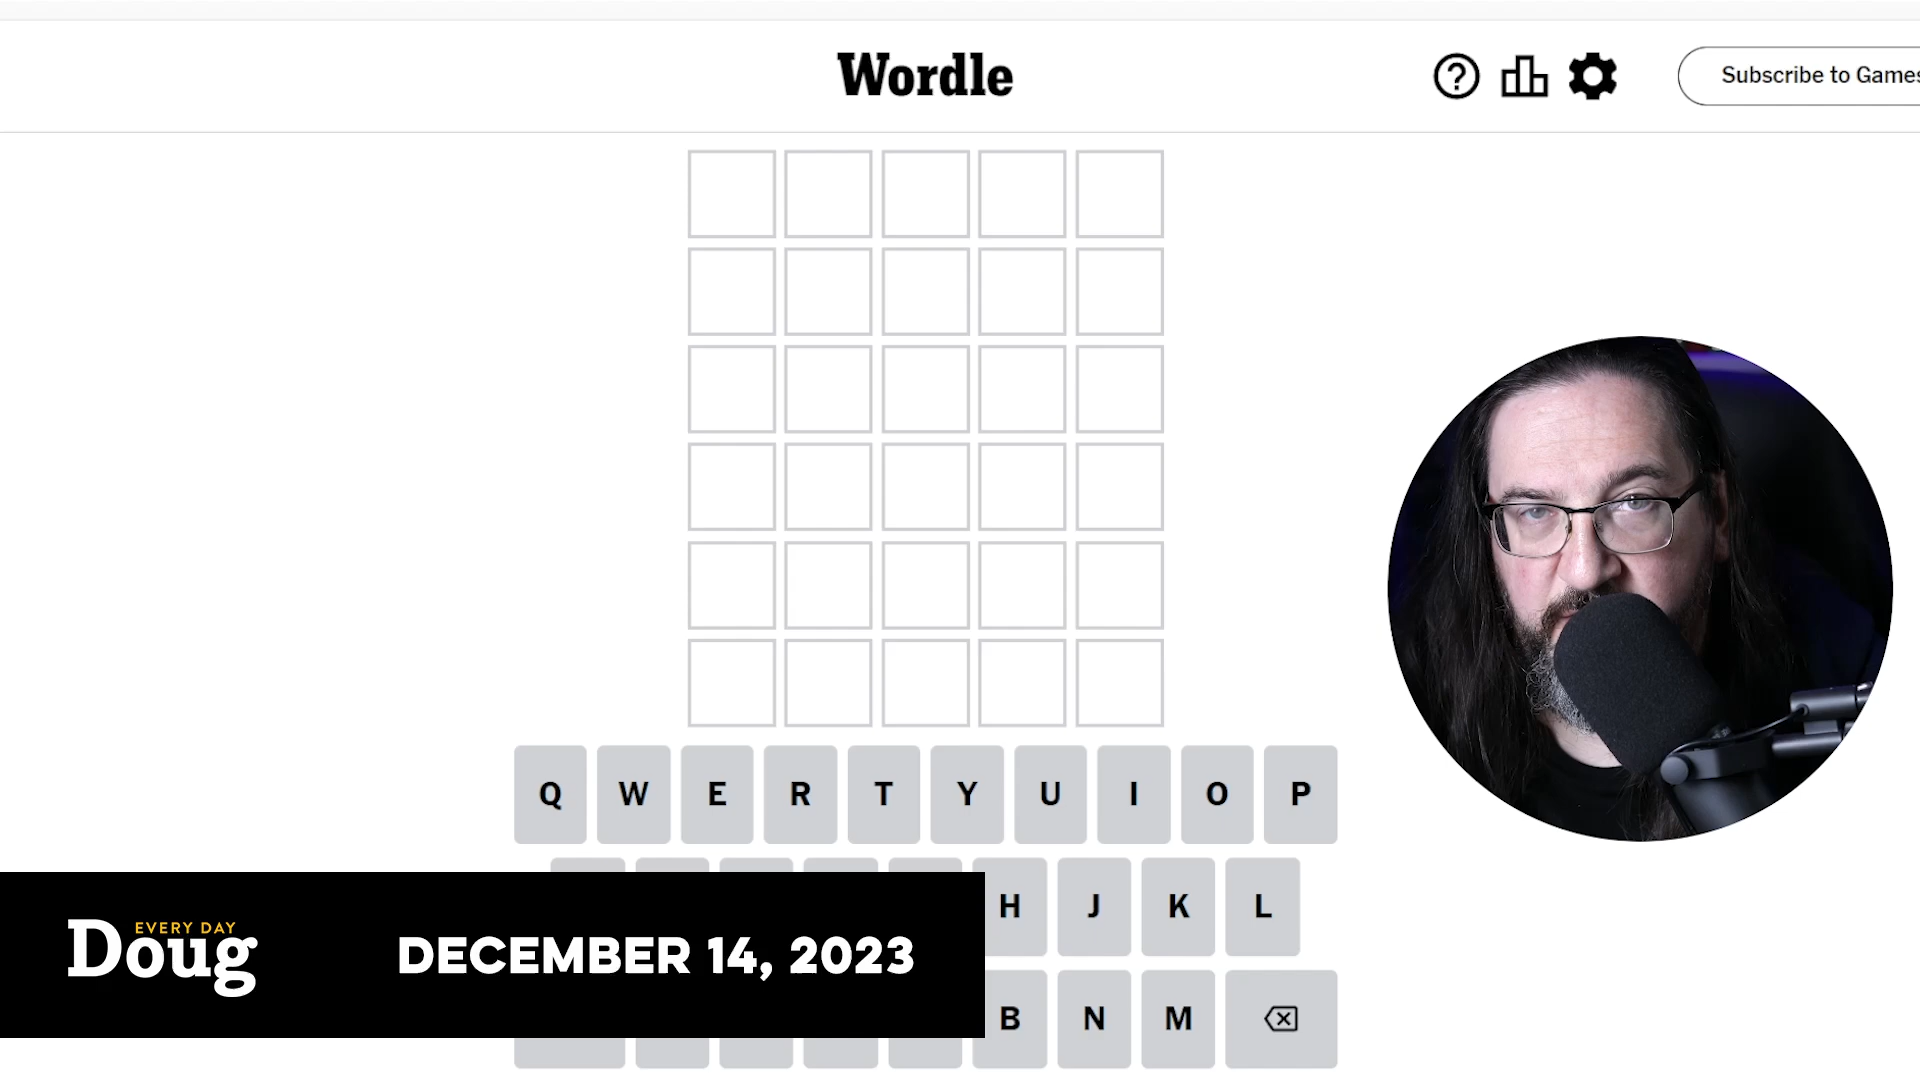 Wordle
Subscribe to Games
Q W E R T Y U I O P
H J K L
B N M
EVERY DAY
Doug
DECEMBER 14, 2023